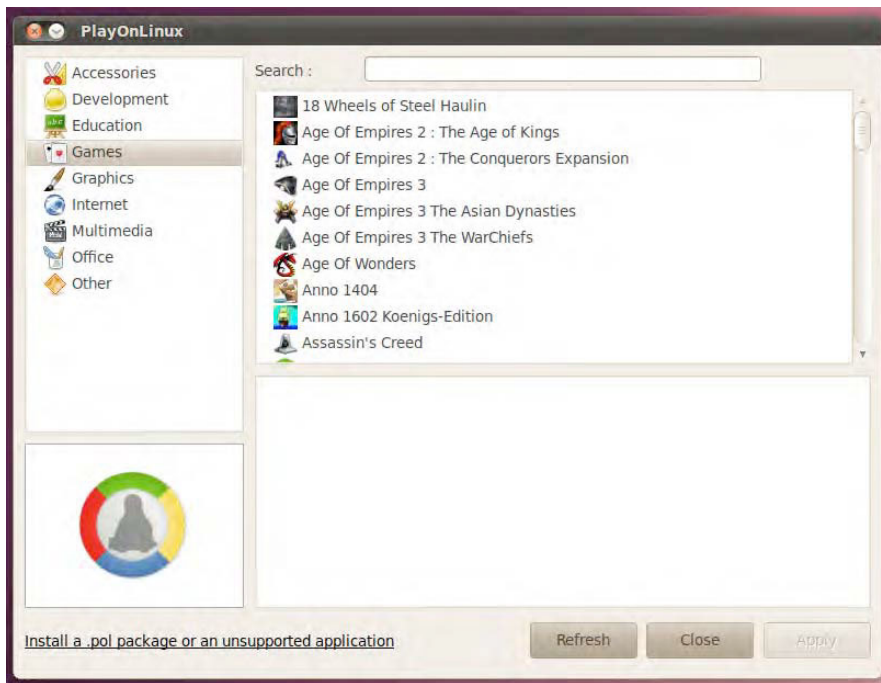 PlayOnLinux
Accessories
Development
Education
Games
Graphics
Internet
Multimedia
Office
Other
Search :
18 Wheels of Steel Haulin
Age Of Empires 2 : The Age of Kings
Age Of Empires 2 : The Conquerors Expansion
Age Of Empires 3
Age Of Empires 3 The Asian Dynasties
Age Of Empires 3 The WarChiefs
Age Of Wonders
Anno 1404
Anno 1602 Koenigs-Edition
Assassin's Creed
Install a .pol package or an unsupported application
Refresh
Close
Apply